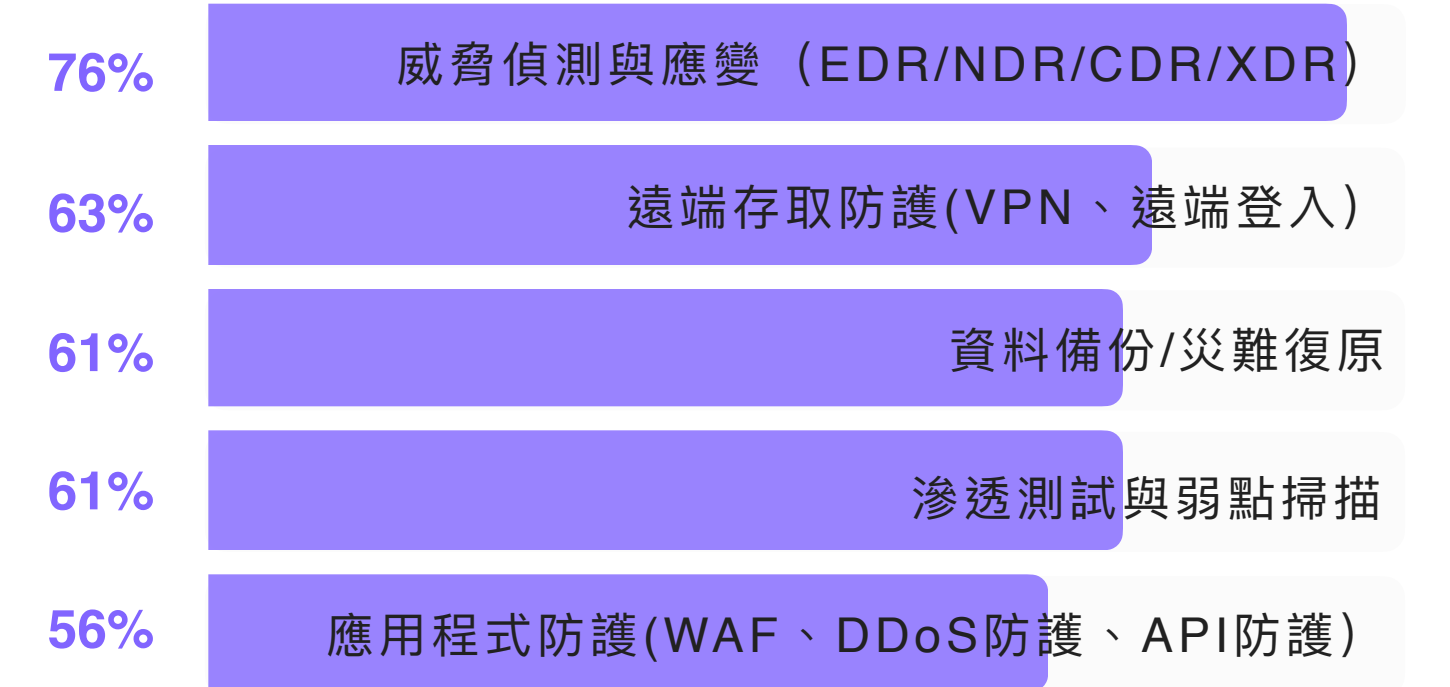 76% 威脅偵測與應變（EDR/NDR/CDR/XDR）
63% 遠端存取防護(VPN、遠端登入）
61% 資料備份/災難復原
61% 滲透測試與弱點掃描
56% 應用程式防護(WAF、DDoS防護、API防護）